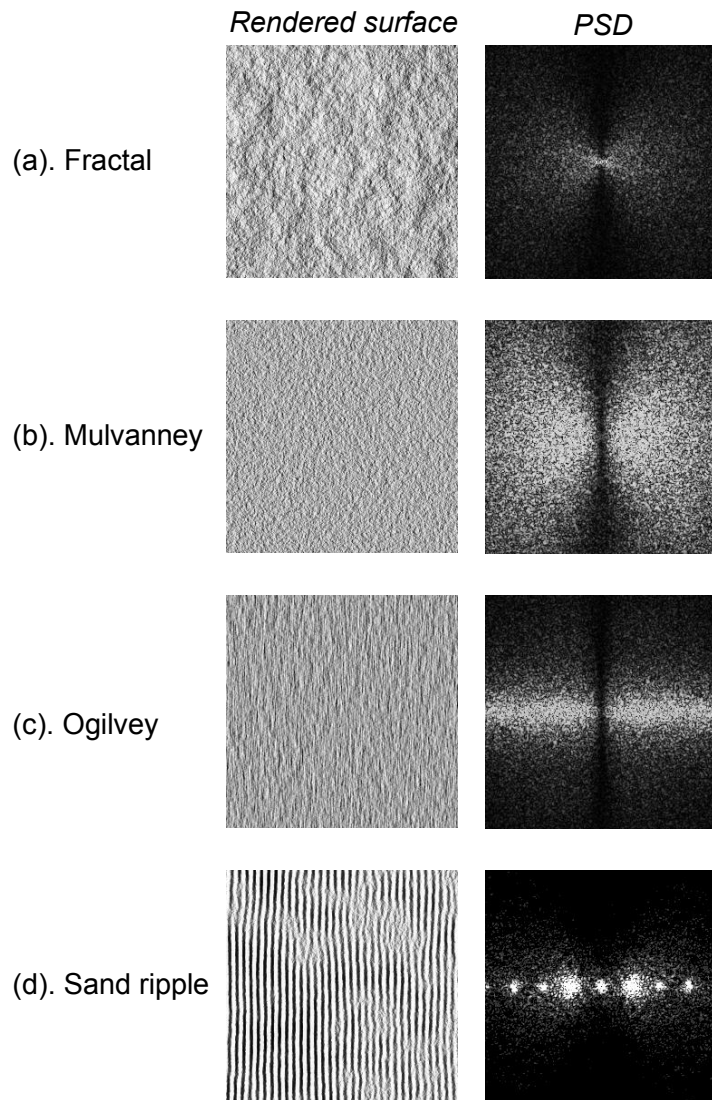 Rendered surface PSD
(a). Fractal
(b). Mulvanney
(c). Ogilvey
(d). Sand ripple